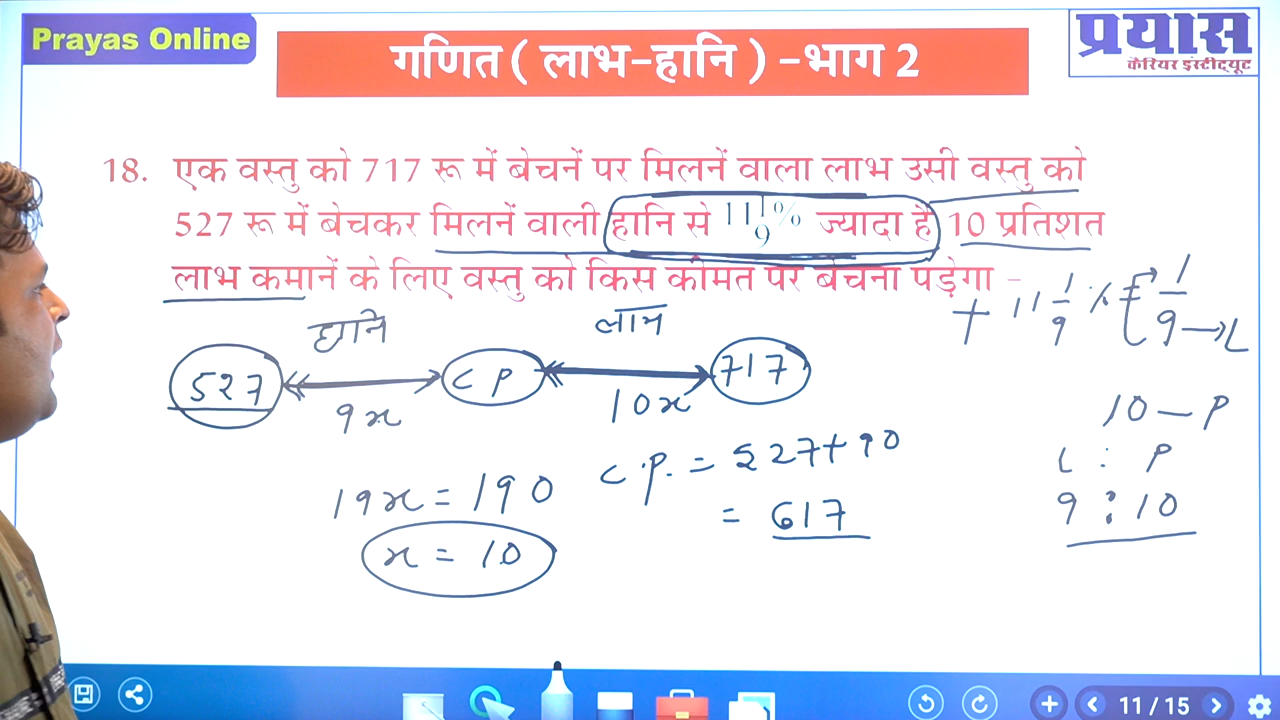 Prayas Online
गणित ( लाभ-हानि ) -भाग 2
प्रयास
कैरियर इंस्टीट्यूट
18. एक वस्तु को 717 रू में बेचनें पर मिलनें वाला लाभ उसी वस्तु को
527 रू में बेचकर मिलनें वाली हानि से 11 1/9 % ज्यादा है 10 प्रतिशत
लाभ कमानें के लिए वस्तु को किस कीमत पर बेचना पड़ेगा -
+ 11 1/9 % = 1/9 → L
हानि लाभ
527 CP 717
9x 10x
10 — P
L : P
9 : 10
C.P. = 527 + 90
= 617
19x = 190
x = 10
11 / 15